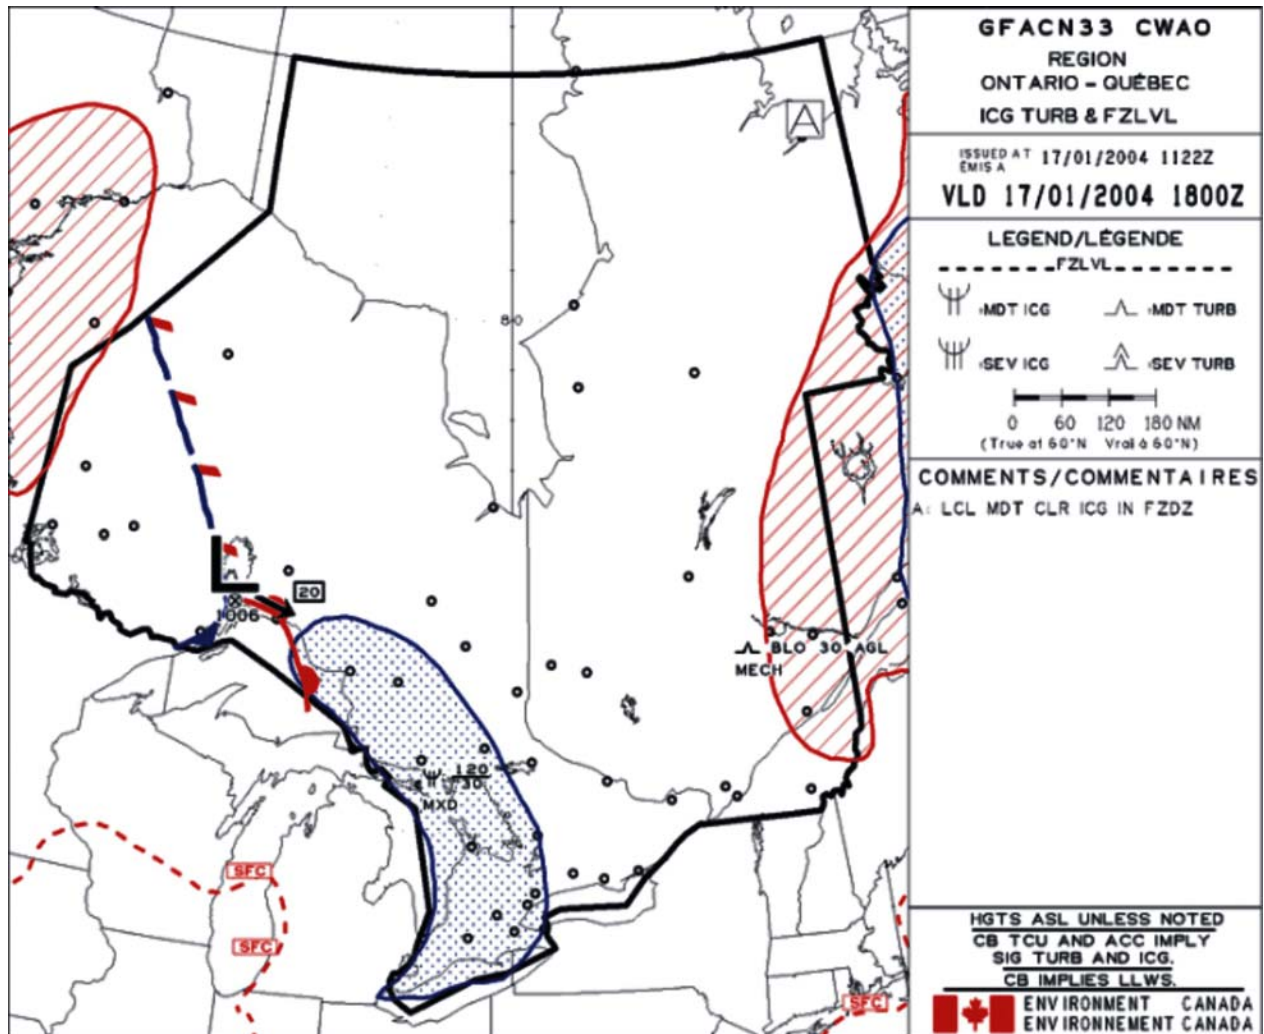 GFACN33 CWAO
REGION
ONTARIO - QUÉBEC
ICG TURB & FZLVL
ISSUED AT
ÉMIS A
17/01/2004 1122Z
VLD 17/01/2004 1800Z
LEGEND/LÉGENDE
FZLVL
:MDT ICG
:MDT TURB
:SEV ICG
:SEV TURB
0 60 120 180 NM
(True at 60°N Vrai à 60°N)
COMMENTS/COMMENTAIRES
A: LCL MDT CLR ICG IN FZDZ
HGTS ASL UNLESS NOTED
CB TCU AND ACC IMPLY
SIG TURB AND ICG.
CB IMPLIES LLWS.
ENVIRONMENT CANADA
ENVIRONNEMENT CANADA
A
80
L
20
1006
BLO 30 AGL
MECH
120
30
MXD
SFC
SFC
SFC